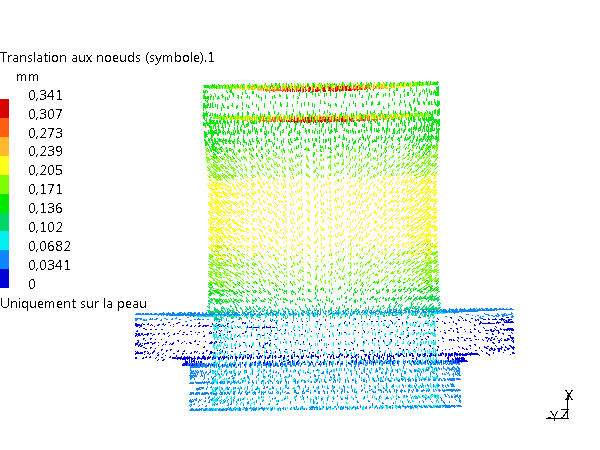 Translation aux noeuds (symbole).1
mm
0,341
0,307
0,273
0,239
0,205
0,171
0,136
0,102
0,0682
0,0341
0
Uniquement sur la peau
X
Y Z